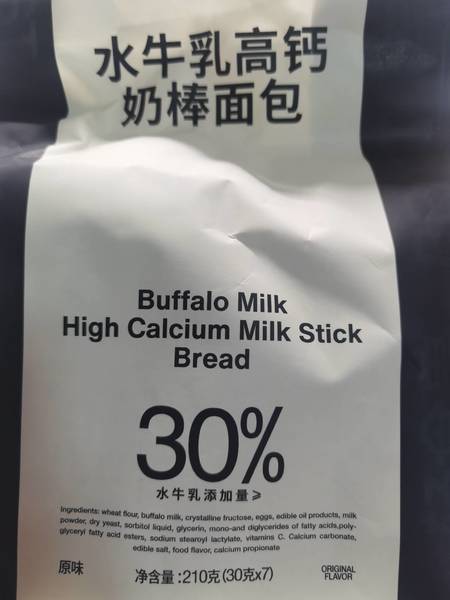 水牛乳高钙
奶棒面包
Buffalo Milk
High Calcium Milk Stick
Bread
30%
水牛乳添加量⩾
Ingredients: wheat flour, buffalo milk, crystalline fructose, eggs, edible oil products, milk
powder, dry yeast, sorbitol liquid, glycerin, mono-and diglycerides of fatty acids,poly-
glyceryl fatty acid esters, sodium stearoyl lactylate, vitamins C. Calcium carbonate,
edible salt, food flavor, calcium propionate
原味
净含量:210克(30克x7)
ORIGINAL
FLAVOR